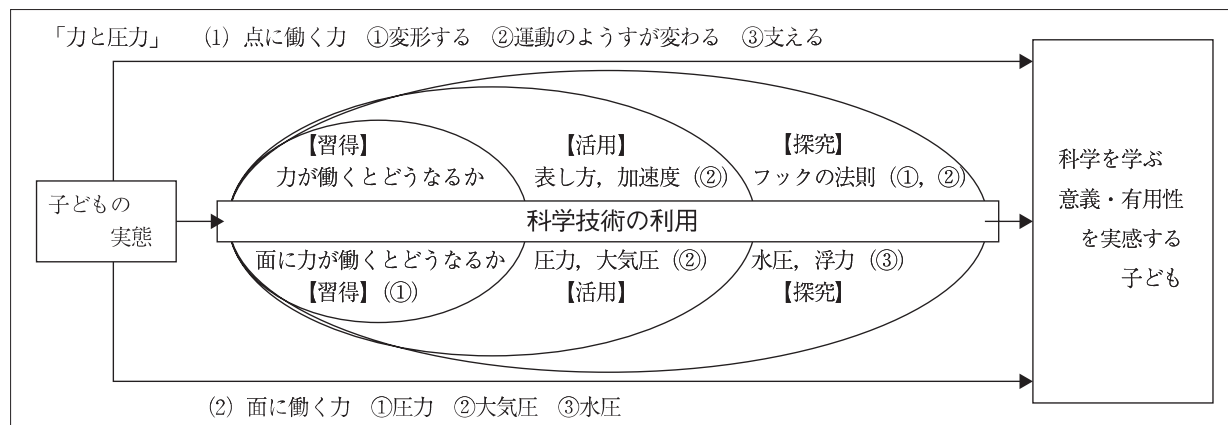 「力と圧力」 (1) 点に働く力 ①変形する ②運動のようすが変わる ③支える
子どもの
実態
【習得】
力が働くとどうなるか
【活用】
表し方，加速度（②）
【探究】
フックの法則（①，②）
科学技術の利用
面に力が働くとどうなるか
【習得】（①）
圧力，大気圧（②）
【活用】
水圧，浮力（③）
【探究】
科学を学ぶ
意義・有用性
を実感する
子ども
(2) 面に働く力 ①圧力 ②大気圧 ③水圧